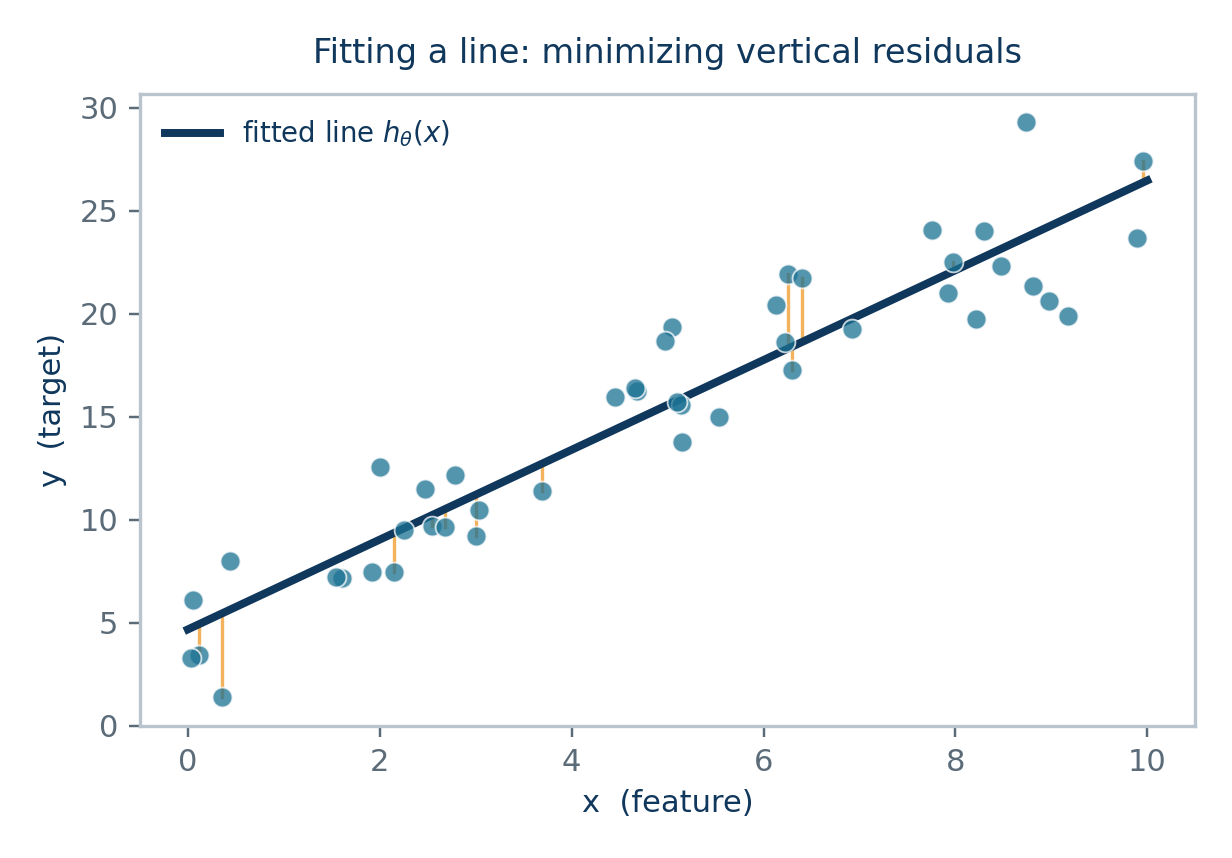 Fitting a line: minimizing vertical residuals
fitted line hθ(x)
30
25
20
15
10
5
0
y (target)
0 2 4 6 8 10
x (feature)